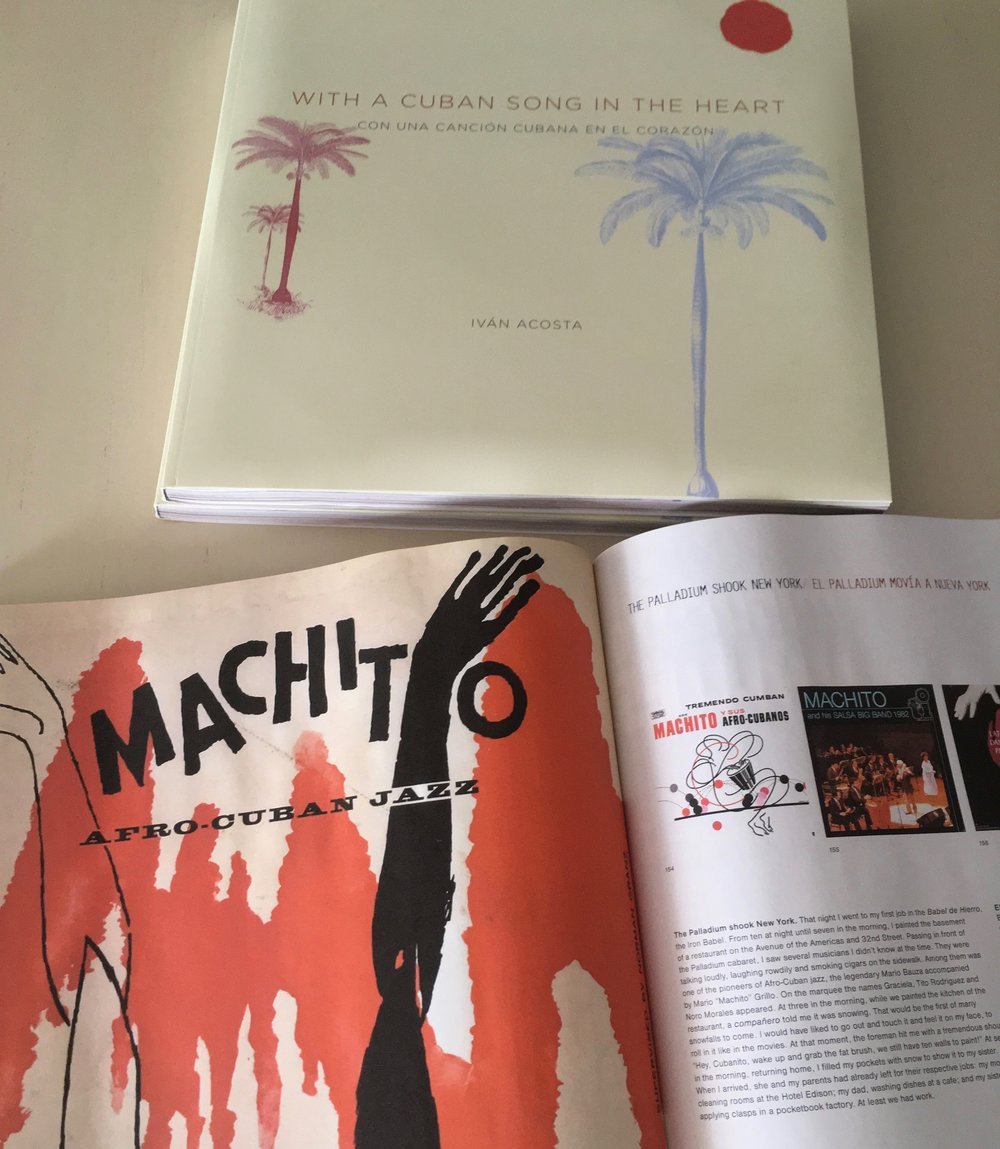 WITH A CUBAN SONG IN THE HEART
CON UNA CANCIÓN CUBANA EN EL CORAZÓN
IVÁN ACOSTA
MACHITO
AFRO-CUBAN JAZZ
SUPERVISED BY NORMAN GRANZ
THE PALLADIUM SHOOK NEW YORK/ EL PALLADIUM MOVÍA A NUEVA YORK
TREMENDO CUMBAN
MACHITO Y SUS AFRO-CUBANOS
154
MACHITO
and his SALSA BIG BAND 1982
155
156
The Palladium shook New York. That night I went to my first job in the Babel de Hierro,
the Iron Babel. From ten at night until seven in the morning, I painted the basement
of a restaurant on the Avenue of the Americas and 32nd Street. Passing in front of
the Palladium cabaret, I saw several musicians I didn't know at the time. They were
talking loudly, laughing rowdily and smoking cigars on the sidewalk. Among them was
one of the pioneers of Afro-Cuban jazz, the legendary Mario Bauza accompanied
by Mario "Machito" Grillo. On the marquee the names Graciela, Tito Rodriguez and
Noro Morales appeared. At three in the morning, while we painted the kitchen of the
restaurant, a compañero told me it was snowing. That would be the first of many
snowfalls to come. I would have liked to go out and touch it and feel it on my face, to
roll in it like in the movies. At that moment, the foreman hit me with a tremendous
"Hey, Cubanito, wake up and grab the fat brush, we still have ten walls to paint!" At
in the morning, returning home, I filled my pockets with snow to show it to my sister.
When I arrived, she and my parents had already left for their respective jobs: my
cleaning rooms at the Hotel Edison; my dad, washing dishes at a cafe; and my
applying clasps in a pocketbook factory. At least we had work.